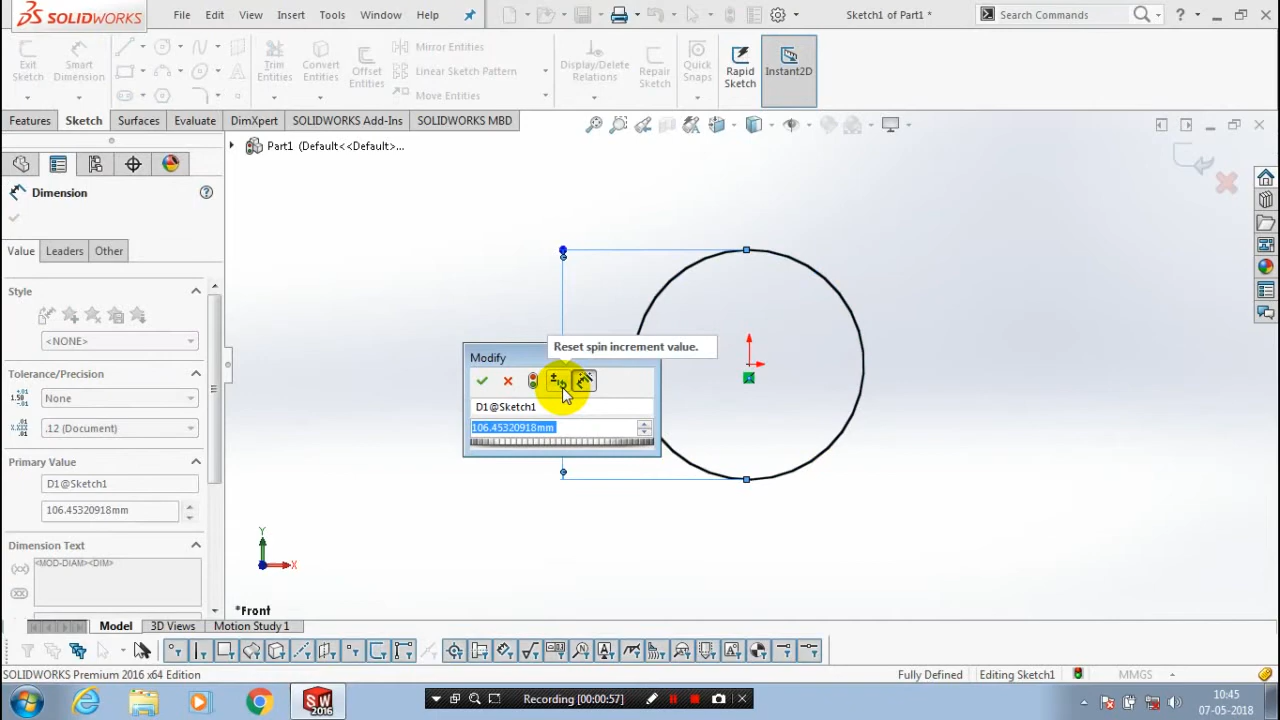 SOLIDWORKS File Edit View Insert Tools Window Help Sketch1 of Part1 * Search Commands ?
Exit Sketch
Smart Dimensions
Trim Entities
Convert Entities
Offset Entities
Mirror Entities
Linear Sketch Pattern
Move Entities
Display/Delete Relations
Repair Sketch
Quick Snaps
Rapid Sketch
Instant2D
Features Sketch Surfaces Evaluate DimXpert SOLIDWORKS Add-Ins SOLIDWORKS MBD
Part1 (Default<<Default>...
Dimension
Value Leaders Other
Style
<NONE>
Tolerance/Precision
None
.12 (Document)
Primary Value
D1@Sketch1
106.45320918mm
Dimension Text
<MOD-DIAM><DIM>
Reset spin increment value.
Modify
D1@Sketch1
106.45320918mm
Y
X
*Front
Model 3D Views Motion Study 1
SOLIDWORKS Premium 2016 x64 Edition Fully Defined Editing Sketch1 MMGS
SW 2016
Recording [00:00:57]
10:45
07-05-2018